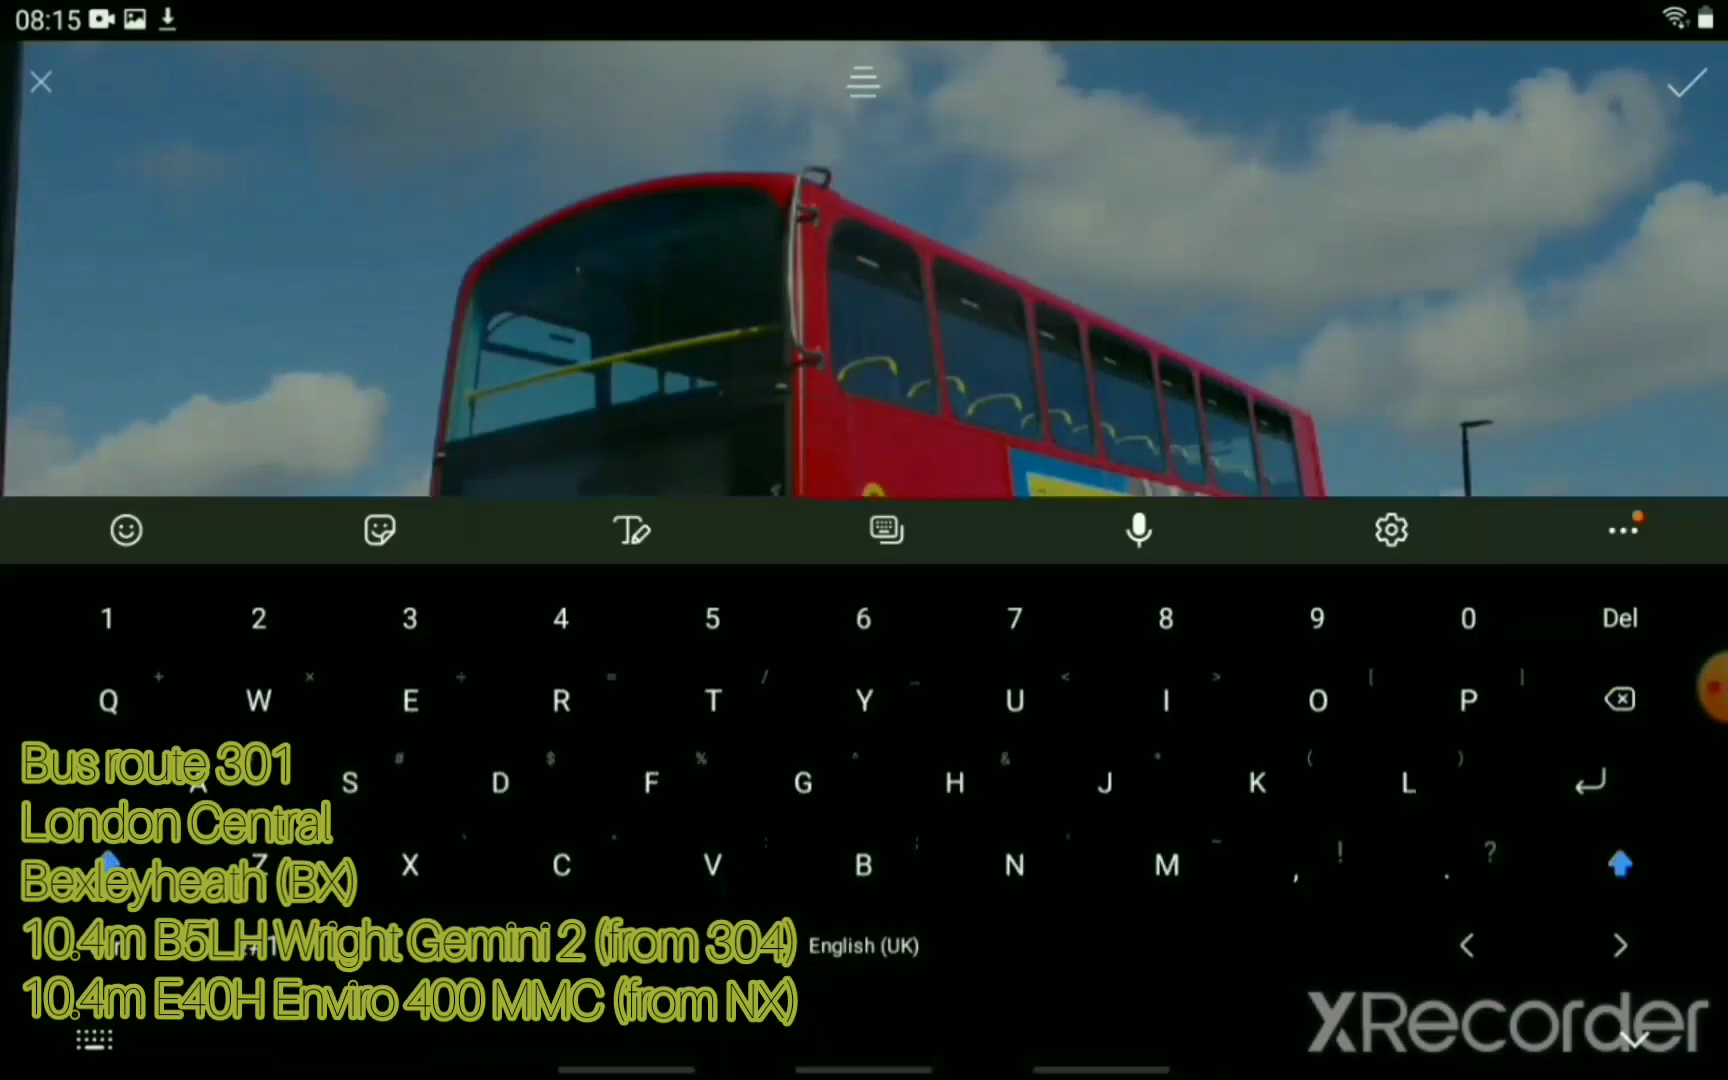 08:15
1 2 3 4 5 6 7 8 9 0 Del
+ × ÷ = / _ < > [ ]
Q W E R T Y U I O P
# $ % ^ & * ( )
S D F G H J K L
! ?
Z X C V B N M , .
English (UK) < >
Bus route 301
London Central
Bexleyheath (BX)
10.4m B5LH Wright Gemini 2 (from 304)
10.4m E40H Enviro 400 MMC (from NX)
XRecorder